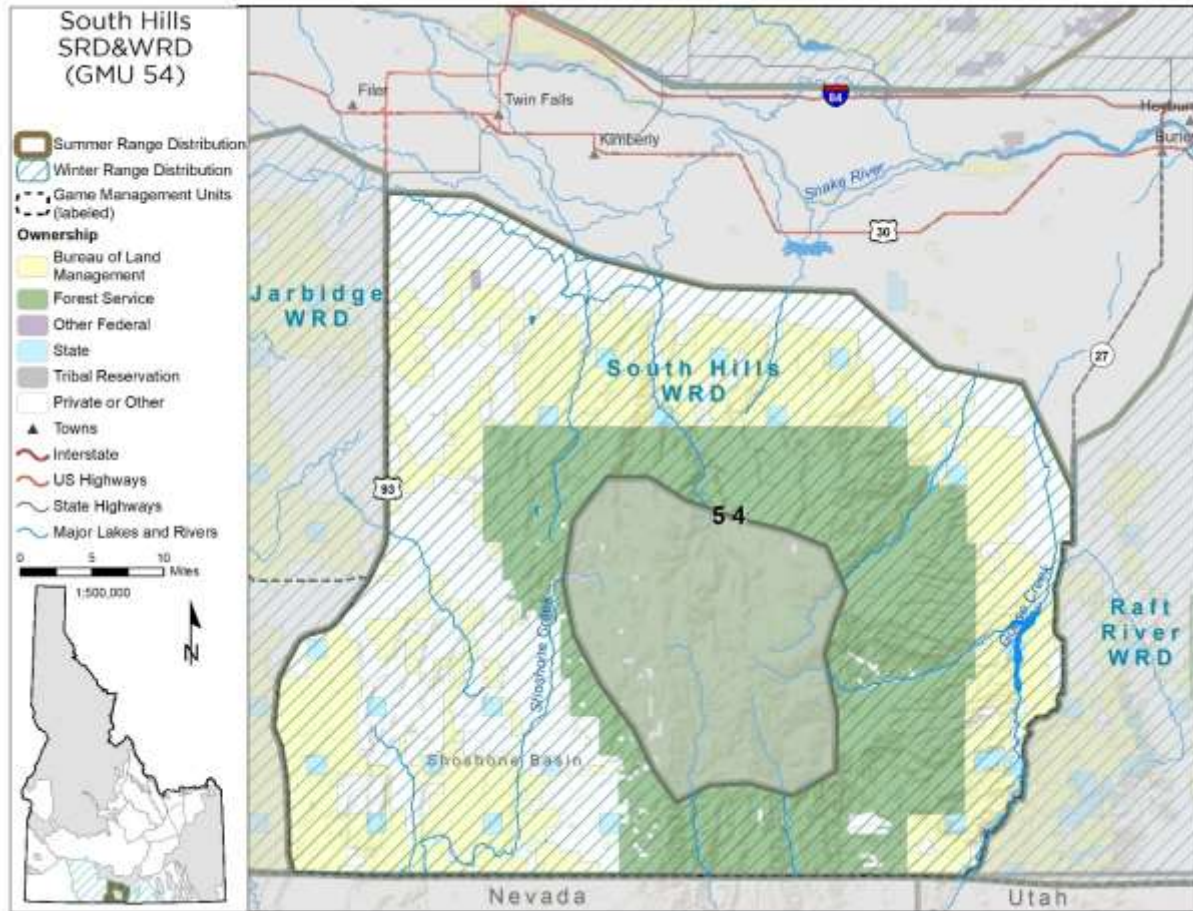 South Hills
SRD&WRD
(GMU 54)
Summer Range Distribution
Winter Range Distribution
Game Management Units
(labeled)
Ownership
Bureau of Land
Management
Forest Service
Other Federal
State
Tribal Reservation
Private or Other
Towns
Interstate
US Highways
State Highways
Major Lakes and Rivers
0 5 10
Miles
1:500,000
N
Filer
Twin Falls
Kimberly
84
Heyburn
Snake River
30
Jarbidge
WRD
27
South Hills
WRD
93
54
Shoshone Creek
Goose Creek
Raft
River
WRD
Shoshone Basin
Nevada
Utah